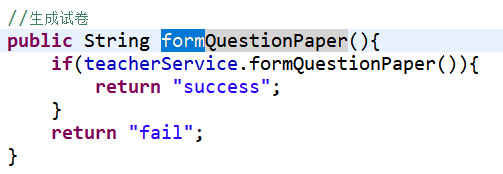 //生成试卷
public String formQuestionPaper(){
    if(teacherService.formQuestionPaper()){
        return "success";
    }
    return "fail";
}